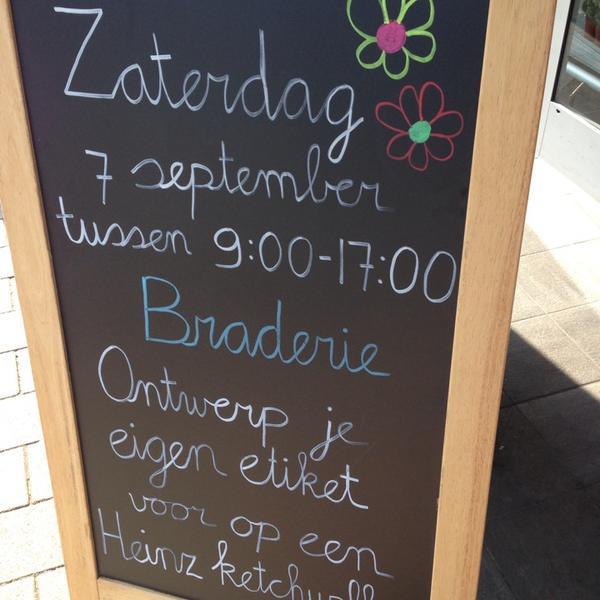 Zaterdag
7 september
tussen 9:00-17:00
Braderie
Ontwerp je
eigen etiket
voor op een
Heinz